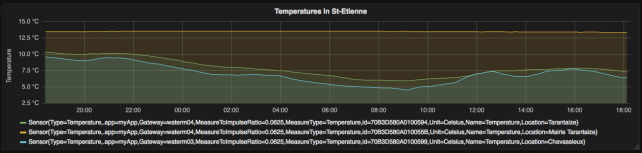 Temperatures in St-Etienne
15.0 °C
12.5 °C
10.0 °C
7.5 °C
5.0 °C
2.5 °C
Temperature
20:00 22:00 00:00 02:00 04:00 06:00 08:00 10:00 12:00 14:00 16:00 18:00
Sensor{Type=Temperature,app=myApp,Gateway=waterm04,MeasureToImpulseRatio=0.0625,MeasureType=Temperature,id=70B3D580A0100594,Unit=Celsius,Name=Temperature,Location=Tarantaize}
Sensor{Type=Temperature,app=myApp,Gateway=waterm04,MeasureToImpulseRatio=0.0625,MeasureType=Temperature,id=70B3D580A010055B,Unit=Celsius,Name=Temperature,Location=Mairie Tarantaize}
Sensor{Type=Temperature,app=myApp,Gateway=waterm03,MeasureToImpulseRatio=0.0625,MeasureType=Temperature,id=70B3D580A0100599,Unit=Celsius,Name=Temperature,Location=Chavassieux}